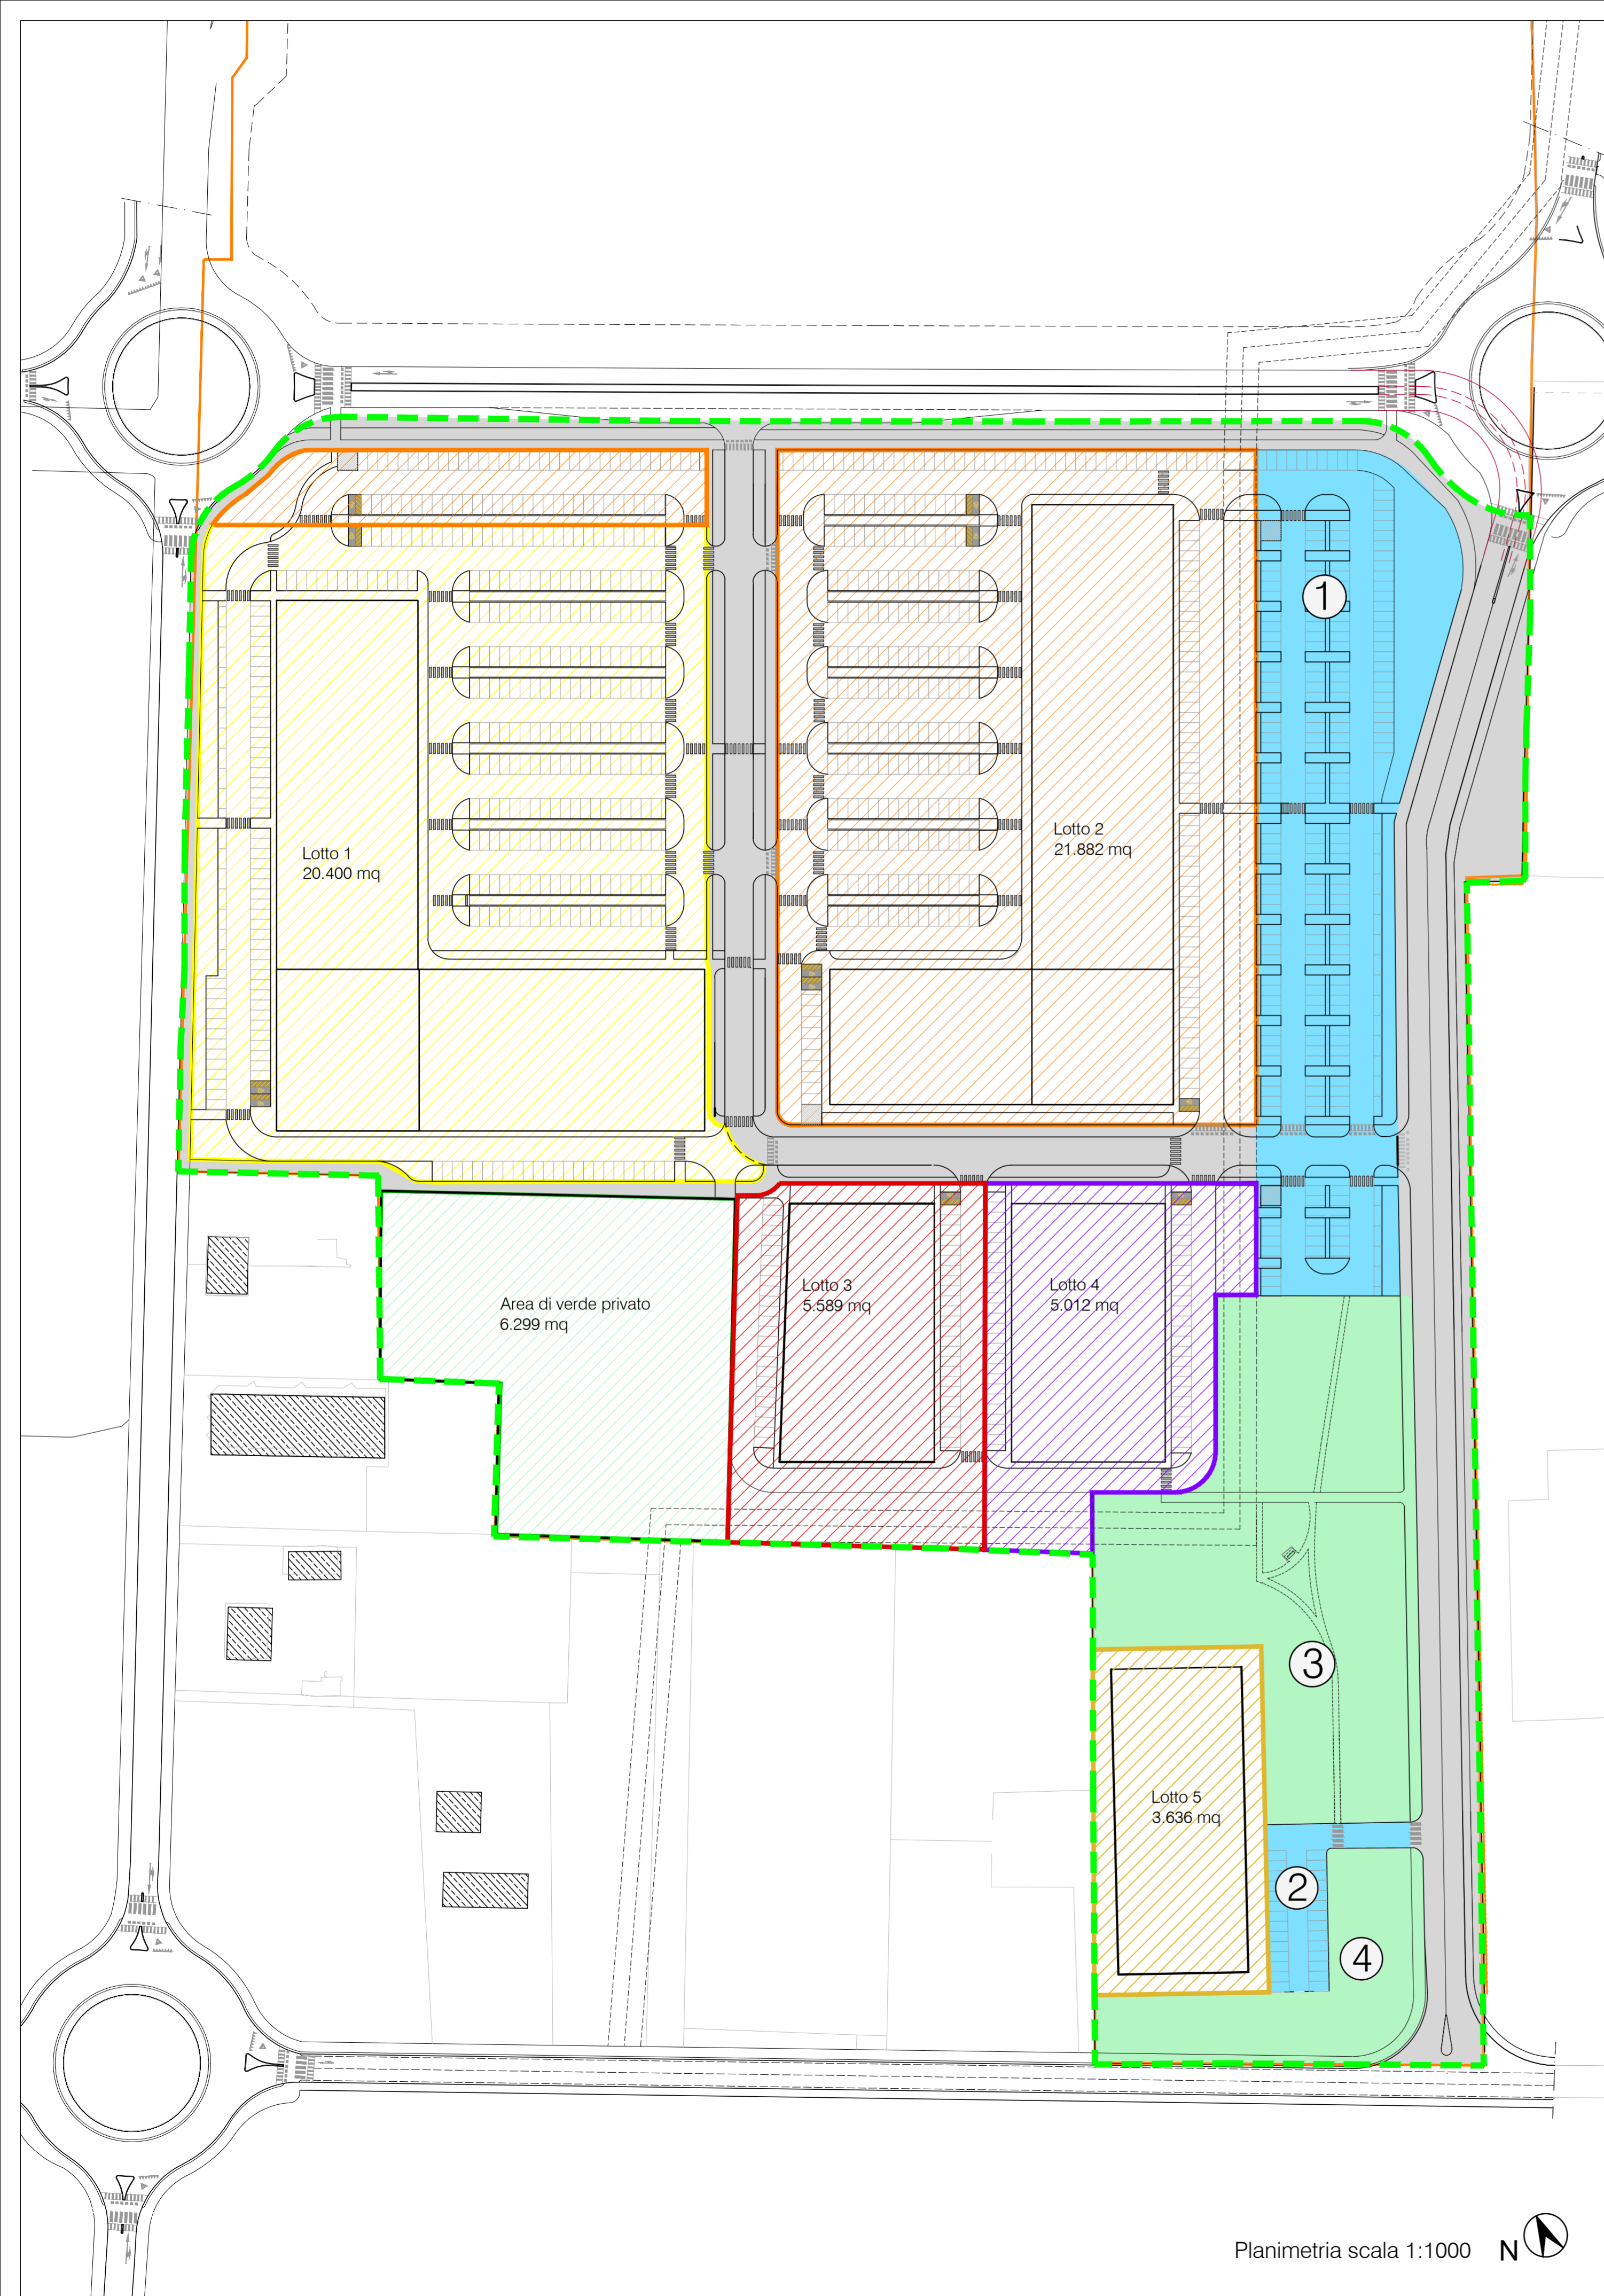 1
Lotto 2
21.882 mq
Lotto 1
20.400 mq
Lotto 3
5.589 mq
Lotto 4
5.012 mq
Area di verde privato
6.299 mq
3
Lotto 5
3.636 mq
2
4
Planimetria scala 1:1000
N